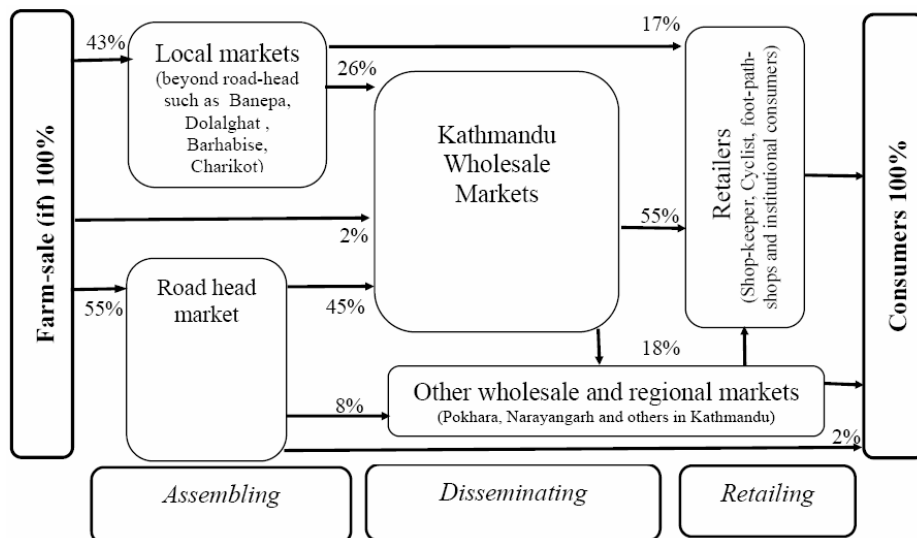 Farm-sale (if) 100%
43%
Local markets
(beyond road-head
such as Banepa,
Dolalghat ,
Barhabise,
Charikot)
17%
26%
Kathmandu
Wholesale
Markets
Retailers
(Shop-keeper, Cyclist, foot-path-
shops and institutional consumers)
Consumers 100%
2%
55%
55%
Road head
market
45%
18%
Other wholesale and regional markets
(Pokhara, Narayangarh and others in Kathmandu)
8%
2%
Assembling
Disseminating
Retailing